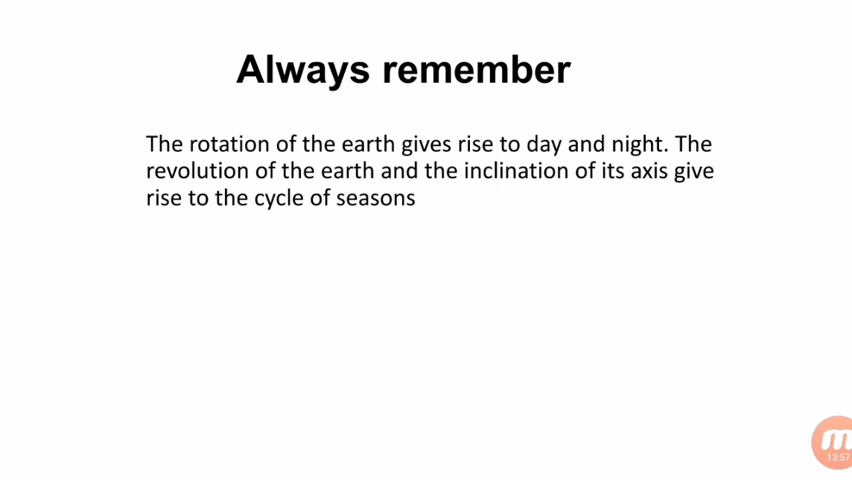 Always remember
The rotation of the earth gives rise to day and night. The
revolution of the earth and the inclination of its axis give
rise to the cycle of seasons
m
13:57